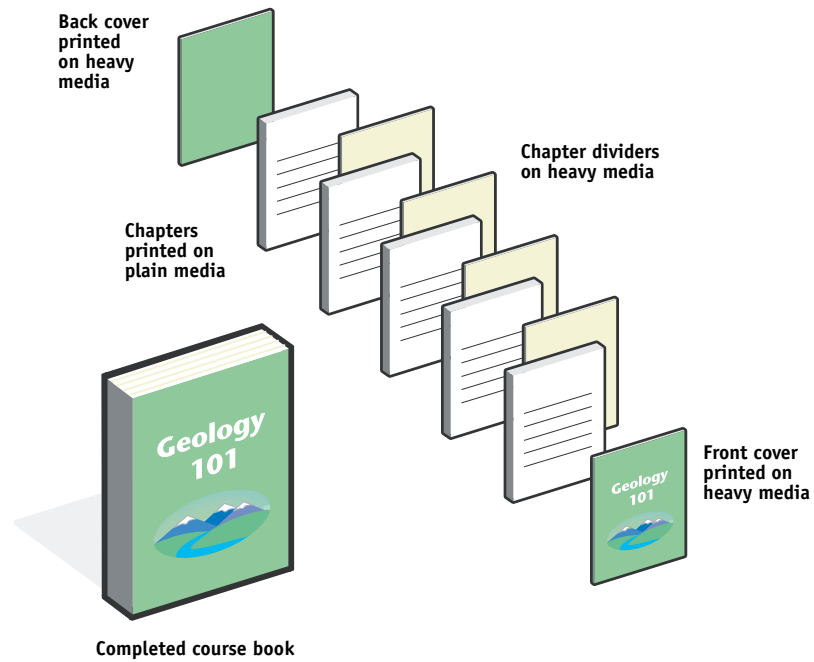 Back cover
printed
on heavy
media
Chapter dividers
on heavy media
Chapters
printed on
plain media
Geology
101
Front cover
printed on
heavy media
Geology
101
Completed course book